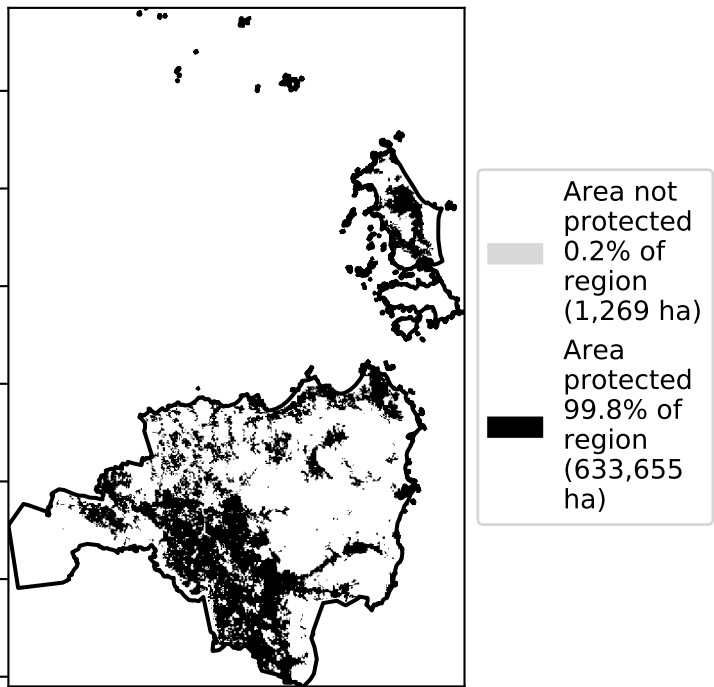 Area not
protected
0.2% of
region
(1,269 ha)
Area
protected
99.8% of
region
(633,655
ha)